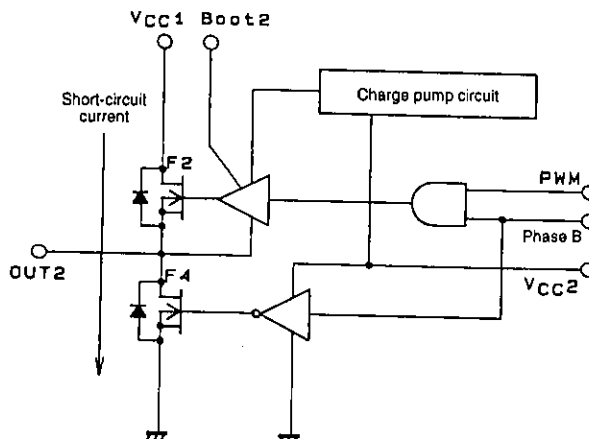 VCC1 Boot2
Short-circuit
current
Charge pump circuit
F2
PWM
Phase B
OUT2
F4
VCC2